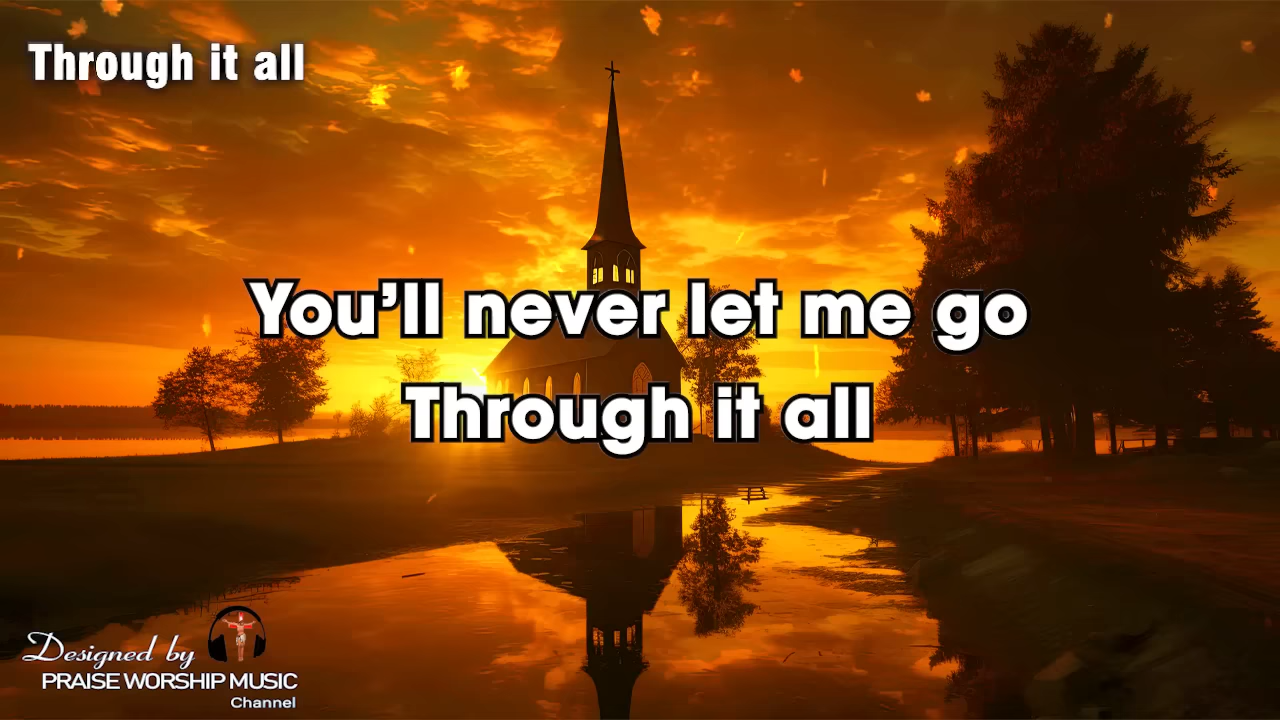 Through it all
You’ll never let me go
Through it all
Designed by
PRAISE WORSHIP MUSIC
Channel